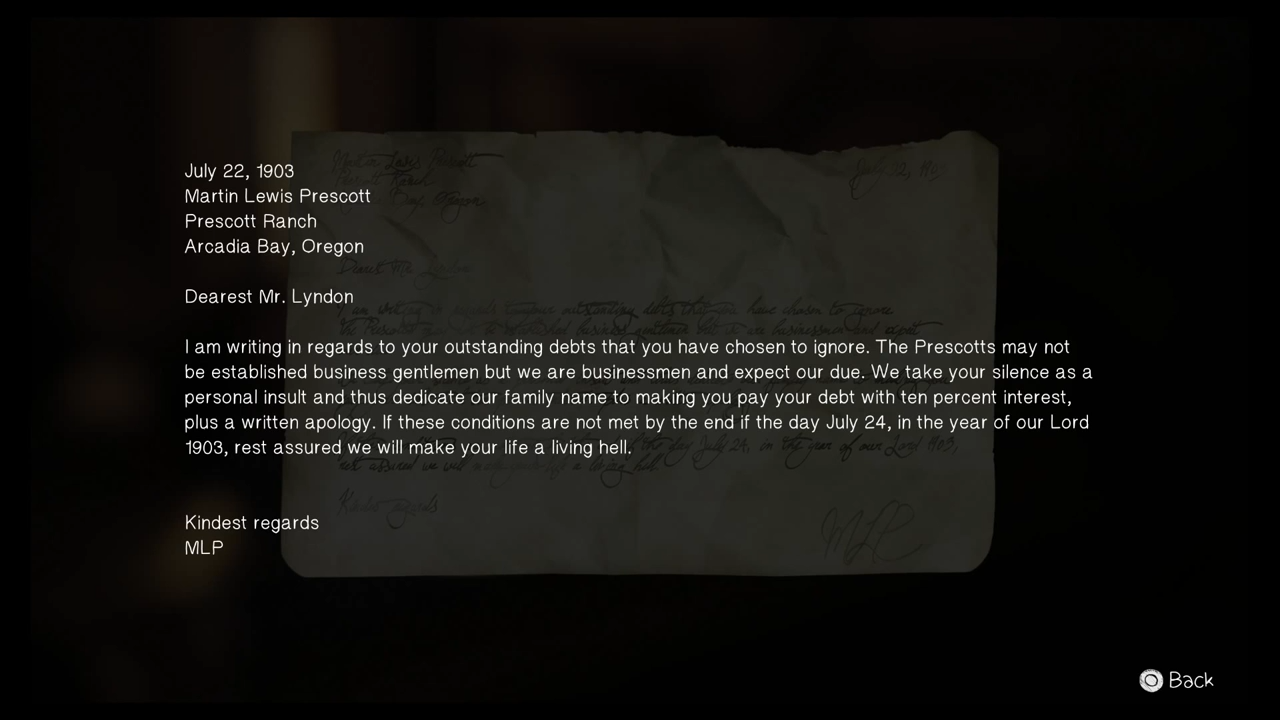 July 22, 1903
Martin Lewis Prescott
Prescott Ranch
Arcadia Bay, Oregon
Dearest Mr. Lyndon
I am writing in regards to your outstanding debts that you have chosen to ignore. The Prescotts may not
be established business gentlemen but we are businessmen and expect our due. We take your silence as a
personal insult and thus dedicate our family name to making you pay your debt with ten percent interest,
plus a written apology. If these conditions are not met by the end if the day July 24, in the year of our Lord
1903, rest assured we will make your life a living hell.
Kindest regards
MLP
Back